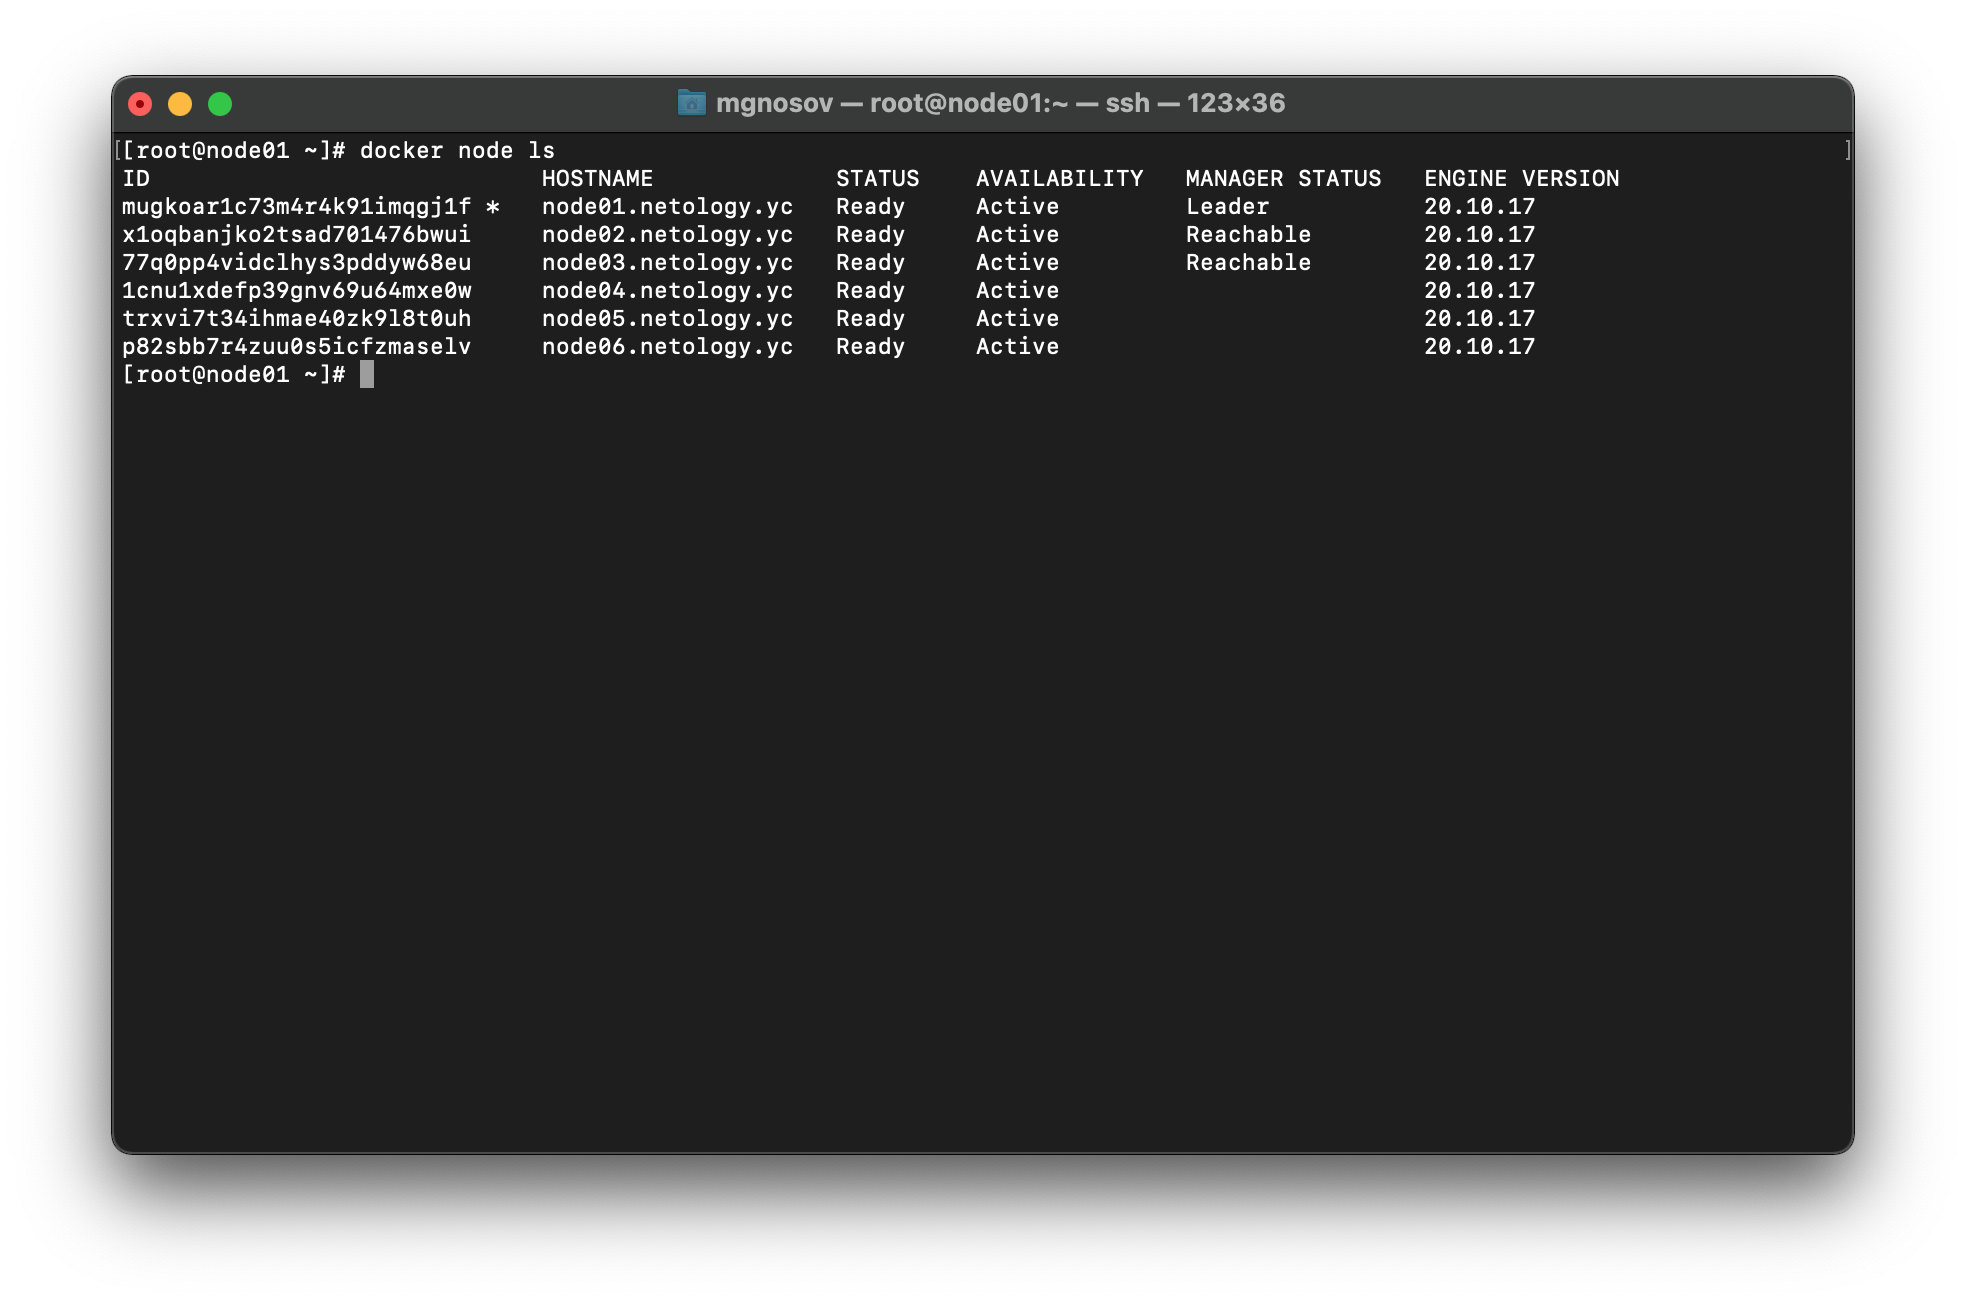 mgnosov — root@node01:~ — ssh — 123×36
[[root@node01 ~]# docker node ls ]
ID                            HOSTNAME             STATUS    AVAILABILITY   MANAGER STATUS   ENGINE VERSION
mugkoar1c73m4r4k91imqgj1f *   node01.netology.yc   Ready     Active         Leader           20.10.17
x1oqbanjko2tsad701476bwui     node02.netology.yc   Ready     Active         Reachable        20.10.17
77q0pp4vidclhys3pddyw68eu     node03.netology.yc   Ready     Active         Reachable        20.10.17
1cnu1xdefp39gnv69u64mxe0w     node04.netology.yc   Ready     Active                          20.10.17
trxvi7t34ihmae40zk9l8t0uh     node05.netology.yc   Ready     Active                          20.10.17
p82sbb7r4zuu0s5icfzmaselv     node06.netology.yc   Ready     Active                          20.10.17
[root@node01 ~]#